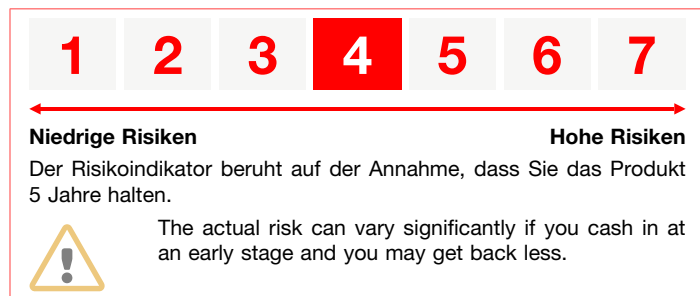 1 2 3 4 5 6 7
Niedrige Risiken Hohe Risiken
Der Risikoindikator beruht auf der Annahme, dass Sie das Produkt
5 Jahre halten.
The actual risk can vary significantly if you cash in at
an early stage and you may get back less.
!